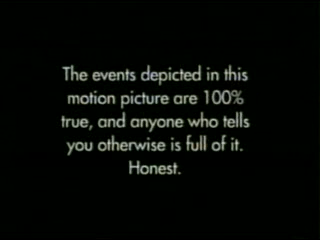 The events depicted in this
motion picture are 100%
true, and anyone who tells
you otherwise is full of it.
Honest.